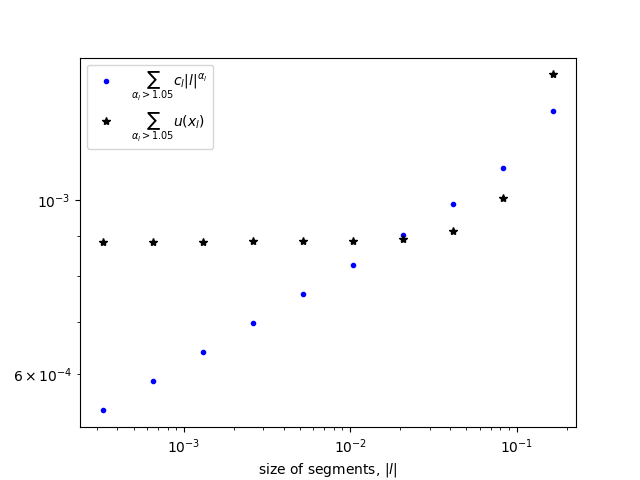 ∑ c_l|l|^{α_l}
α_l>1.05
∑ u(x_l)
α_l>1.05
10^{-3}
6 × 10^{-4}
10^{-3} 10^{-2} 10^{-1}
size of segments, |l|